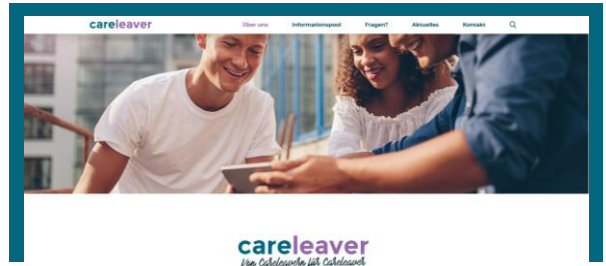 careleaver
Über uns Informationspool Fragen? Aktuelles Kontakt
careleaver
Von Careleavern für Careleaver